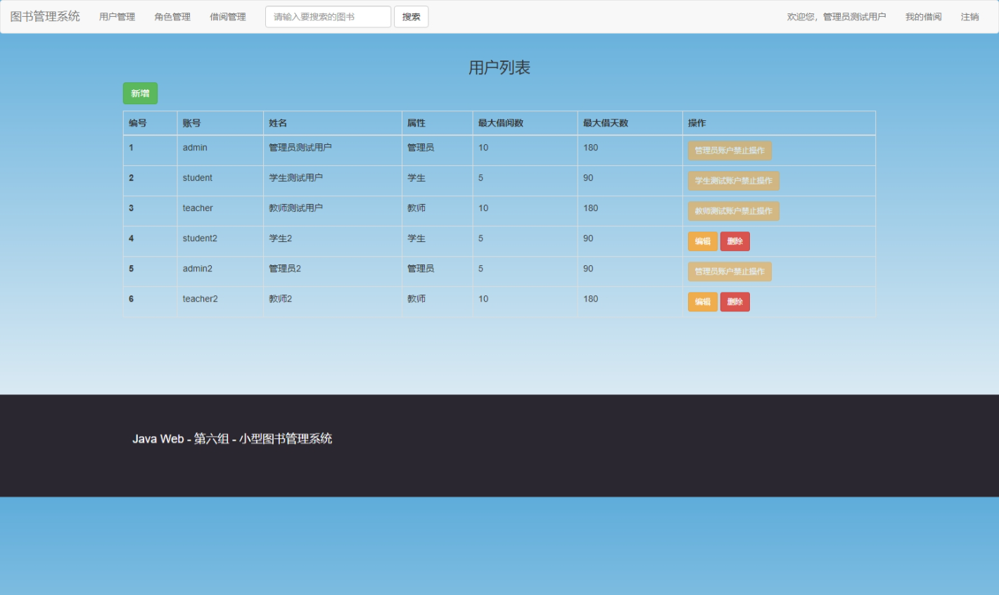 图书管理系统 用户管理 角色管理 借阅管理 请输入要搜索的图书 搜索 欢迎您，管理员测试用户 我的借阅 注销
用户列表
新增
编号 账号 姓名 属性 最大借阅数 最大借天数 操作
1 admin 管理员测试用户 管理员 10 180 管理员账户禁止操作
2 student 学生测试用户 学生 5 90 学生测试账户禁止操作
3 teacher 教师测试用户 教师 10 180 教师测试账户禁止操作
4 student2 学生2 学生 5 90 编辑 删除
5 admin2 管理员2 管理员 5 90 管理员账户禁止操作
6 teacher2 教师2 教师 10 180 编辑 删除
Java Web - 第六组 - 小型图书管理系统